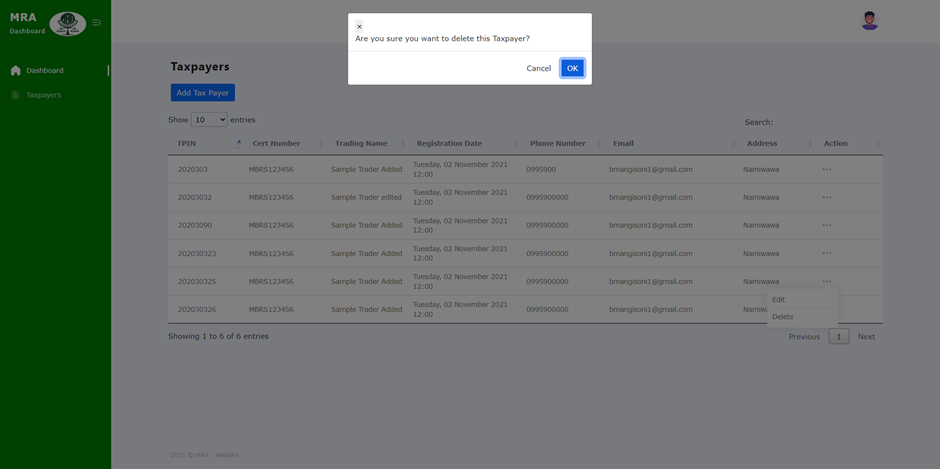 MRA
Dashboard
Dashboard
Taxpayers
×
Are you sure you want to delete this Taxpayer?
Cancel OK
Taxpayers
Add Tax Payer
Show 10 entries
Search:
TPIN Cert Number Trading Name Registration Date Phone Number Email Address Action
2020303 MBRS123456 Sample Trader Added Tuesday, 02 November 2021 12:00 0995900 bmangisoni1@gmail.com Namiwawa ...
20203032 MBRS123456 Sample Trader edited Tuesday, 02 November 2021 12:00 0995900000 bmangisoni1@gmail.com Namiwawa ...
20203090 MBRS123456 Sample Trader Added Tuesday, 02 November 2021 12:00 0995900000 bmangisoni1@gmail.com Namiwawa ...
202030323 MBRS123456 Sample Trader Added Tuesday, 02 November 2021 12:00 0995900000 bmangisoni1@gmail.com Namiwawa ...
202030325 MBRS123456 Sample Trader Added Tuesday, 02 November 2021 12:00 0995900000 bmangisoni1@gmail.com Namiwawa ...
202030326 MBRS123456 Sample Trader Added Tuesday, 02 November 2021 12:00 0995900000 bmangisoni1@gmail.com
Edit
Delete
Showing 1 to 6 of 6 entries
Previous 1 Next
2021 © MRA - Website